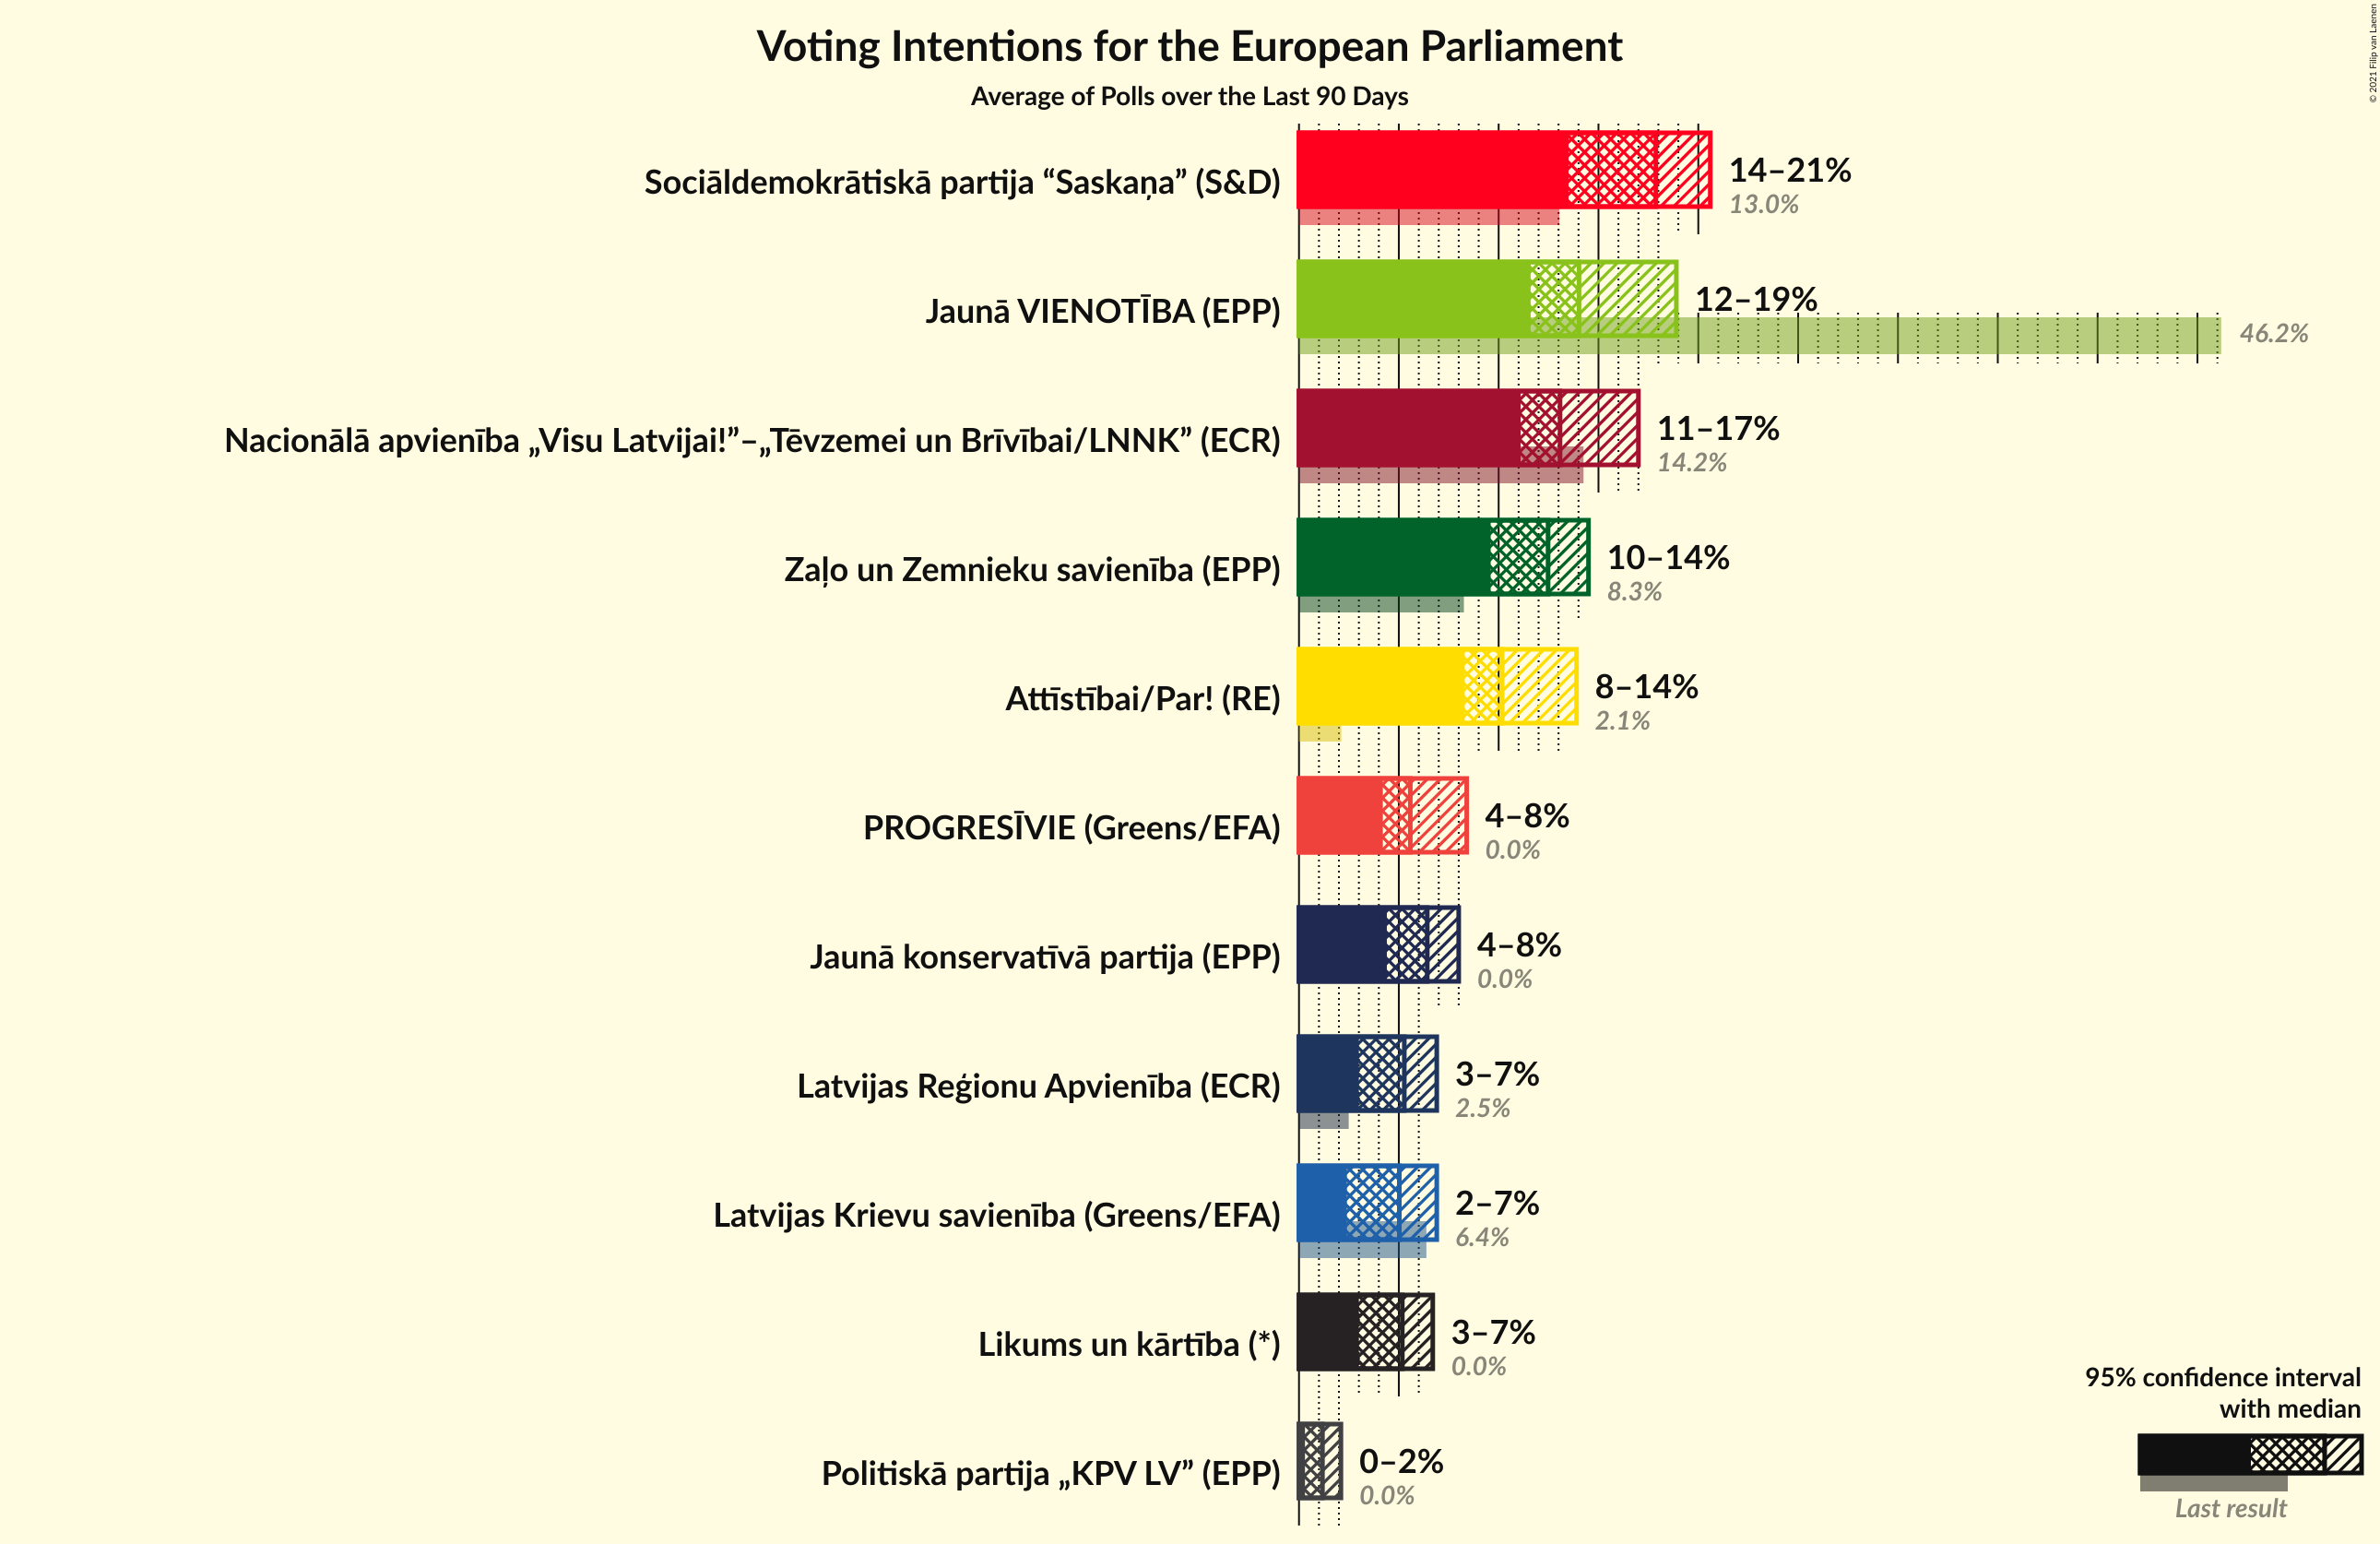 Voting Intentions for the European Parliament
Average of Polls over the Last 90 Days
© 2021 Filip van Laenen
Sociāldemokrātiskā partija “Saskaņa” (S&D)
14–21%
13.0%
Jaunā VIENOTĪBA (EPP)
12–19%
46.2%
Nacionālā apvienība „Visu Latvijai!”–„Tēvzemei un Brīvībai/LNNK” (ECR)
11–17%
14.2%
Zaļo un Zemnieku savienība (EPP)
10–14%
8.3%
Attīstībai/Par! (RE)
8–14%
2.1%
PROGRESĪVIE (Greens/EFA)
4–8%
0.0%
Jaunā konservatīvā partija (EPP)
4–8%
0.0%
Latvijas Reģionu Apvienība (ECR)
3–7%
2.5%
Latvijas Krievu savienība (Greens/EFA)
2–7%
6.4%
Likums un kārtība (*)
3–7%
0.0%
Politiskā partija „KPV LV” (EPP)
0–2%
0.0%
95% confidence interval
with median
Last result